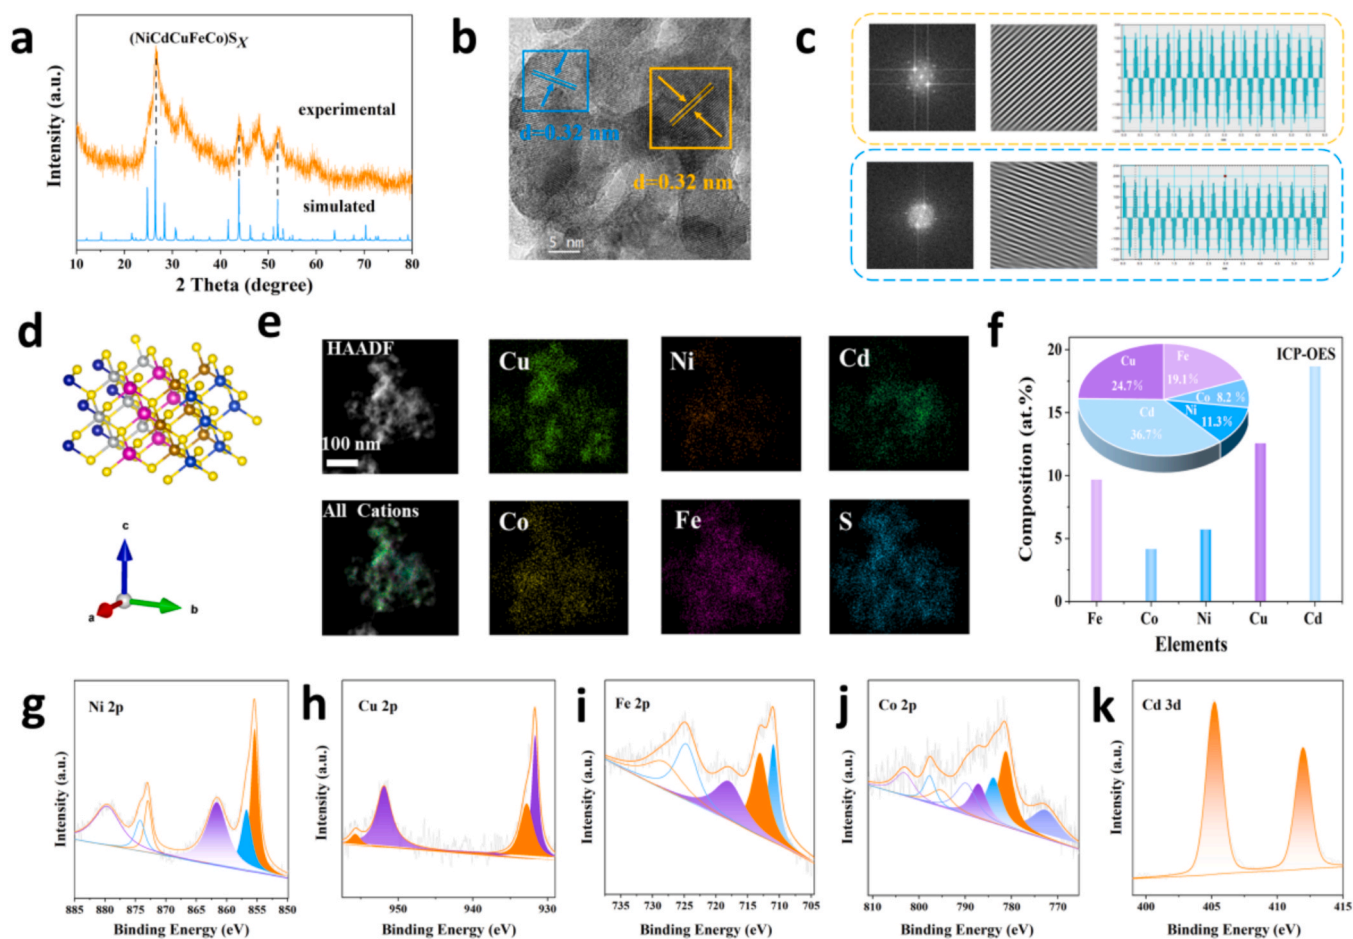 a
(NiCdCuFeCo)S_X
experimental
simulated
Intensity (a.u.)
10 20 30 40 50 60 70 80
2 Theta (degree)
b
d=0.32 nm
d=0.32 nm
5 nm
c
d
c
a
b
e
HAADF
100 nm
Cu
Ni
Cd
All Cations
Co
Fe
S
f
ICP-OES
Composition (at.%)
20
15
10
5
0
Cu
24.7%
Fe
19.1%
Co 8.2 %
Ni
11.3%
Cd
36.7%
Fe Co Ni Cu Cd
Elements
g
Ni 2p
Intensity (a.u.)
885 880 875 870 865 860 855 850
Binding Energy (eV)
h
Cu 2p
Intensity (a.u.)
950 940 930
Binding Energy (eV)
i
Fe 2p
Intensity (a.u.)
735 730 725 720 715 710 705
Binding Energy (eV)
j
Co 2p
Intensity (a.u.)
810 800 790 780 770
Binding Energy (eV)
k
Cd 3d
Intensity (a.u.)
400 405 410 415
Binding Energy (eV)